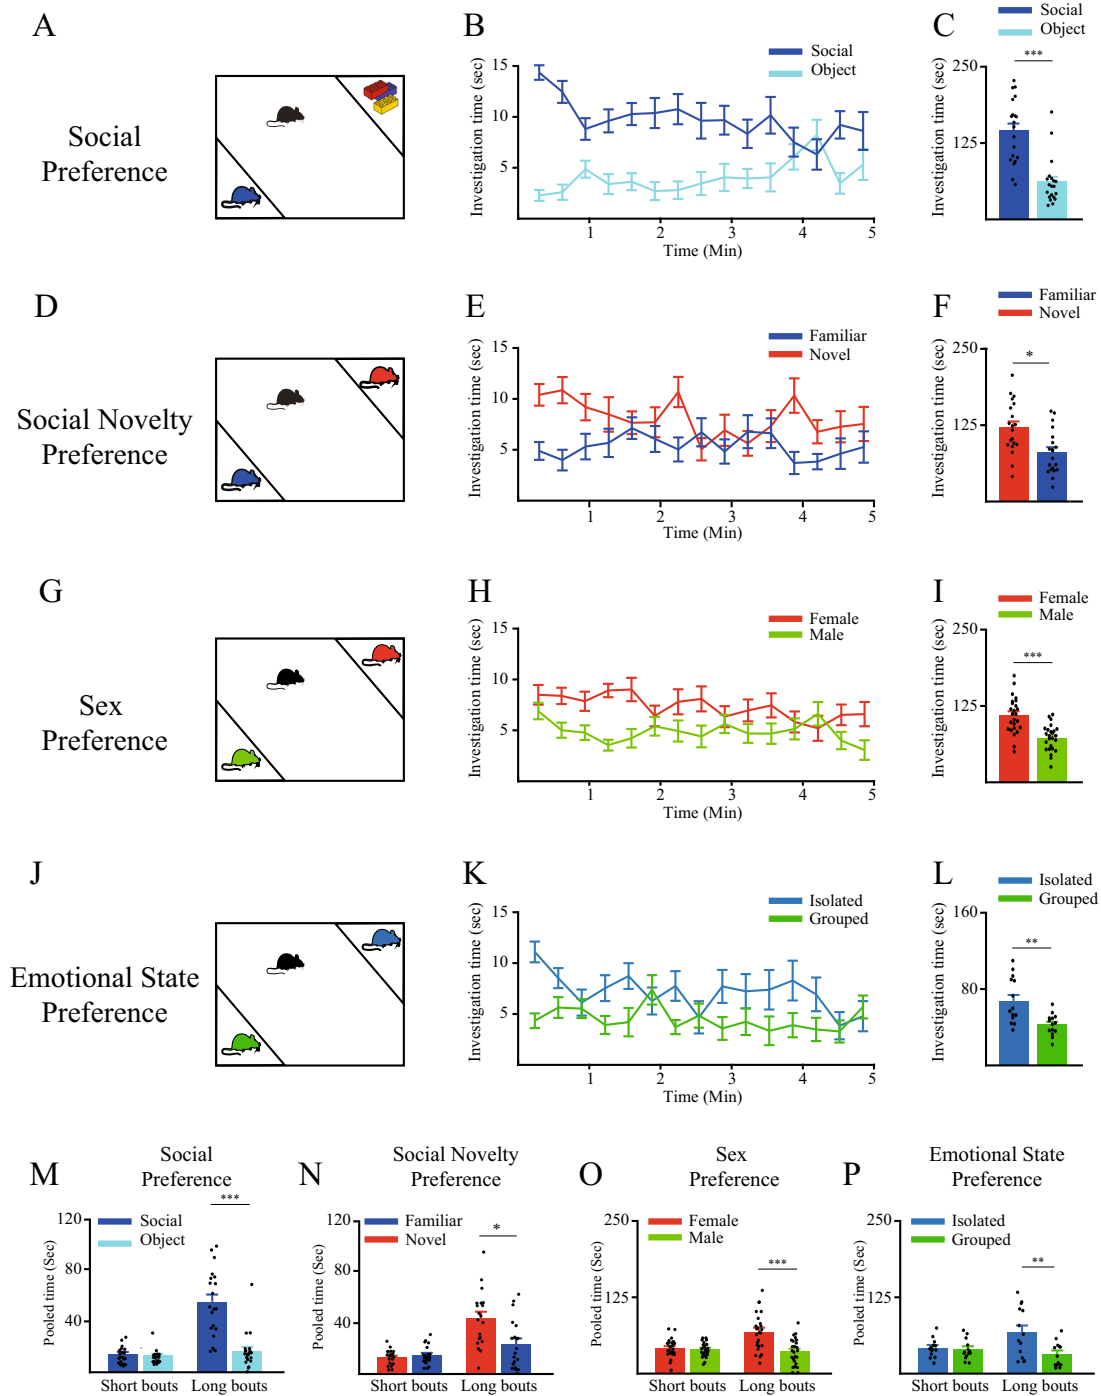 A
B
C
Social
Object
Social
Object
***
Social
Preference
Investigation time (sec)
15
10
5
1
2
3
4
5
Time (Min)
Investigation time (sec)
250
125
D
E
F
Familiar
Novel
Familiar
Novel
*
Social Novelty
Preference
Investigation time (sec)
15
10
5
1
2
3
4
5
Time (Min)
Investigation time (sec)
250
125
G
H
I
Female
Male
Female
Male
***
Sex
Preference
Investigation time (sec)
15
10
5
1
2
3
4
5
Time (Min)
Investigation time (sec)
250
125
J
K
L
Isolated
Grouped
Isolated
Grouped
**
Emotional State
Preference
Investigation time (sec)
15
10
5
1
2
3
4
5
Time (Min)
Investigation time (sec)
160
80
M
Social
Preference
***
Social
Object
Pooled time (Sec)
120
80
40
Short bouts
Long bouts
N
Social Novelty
Preference
*
Familiar
Novel
Pooled time (Sec)
120
80
40
Short bouts
Long bouts
O
Sex
Preference
***
Female
Male
Pooled time (Sec)
250
125
Short bouts
Long bouts
P
Emotional State
Preference
**
Isolated
Grouped
Pooled time (Sec)
250
125
Short bouts
Long bouts